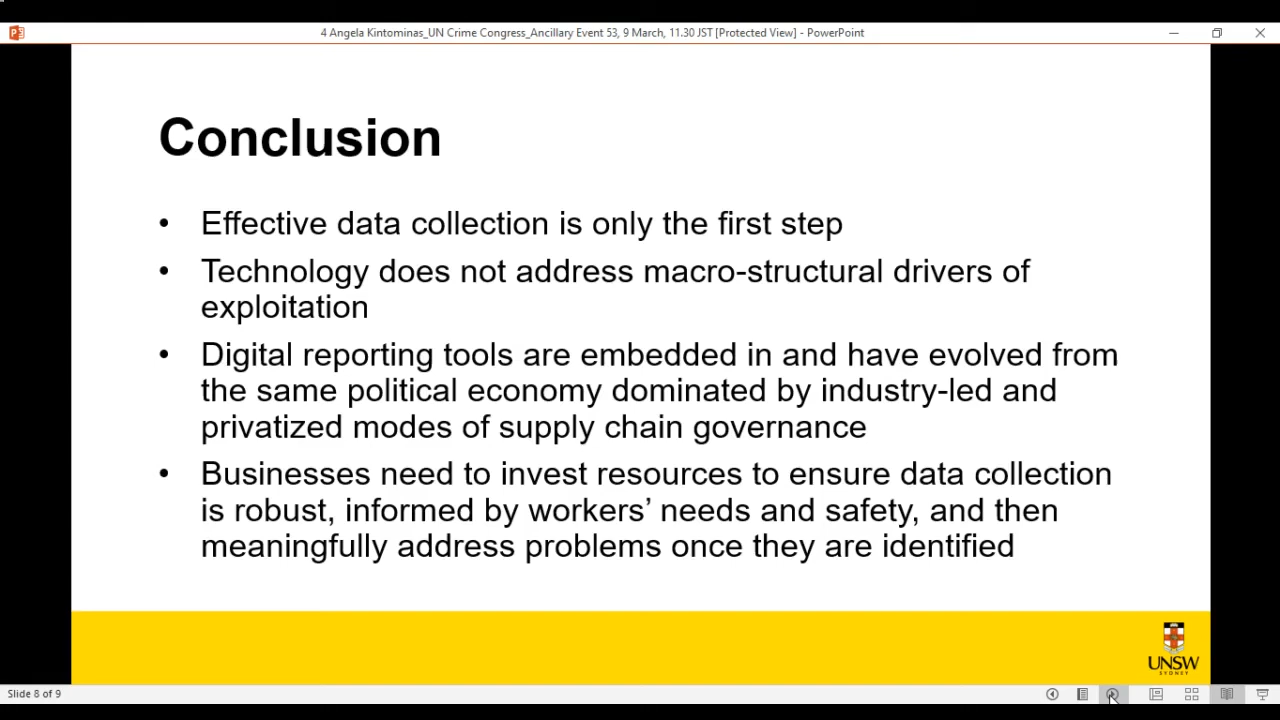 4 Angela Kintominas_UN Crime Congress_Ancillary Event 53, 9 March, 11.30 JST [Protected View] - PowerPoint
Conclusion
• Effective data collection is only the first step
• Technology does not address macro-structural drivers of
exploitation
• Digital reporting tools are embedded in and have evolved from
the same political economy dominated by industry-led and
privatized modes of supply chain governance
• Businesses need to invest resources to ensure data collection
is robust, informed by workers’ needs and safety, and then
meaningfully address problems once they are identified
UNSW
SYDNEY
Slide 8 of 9